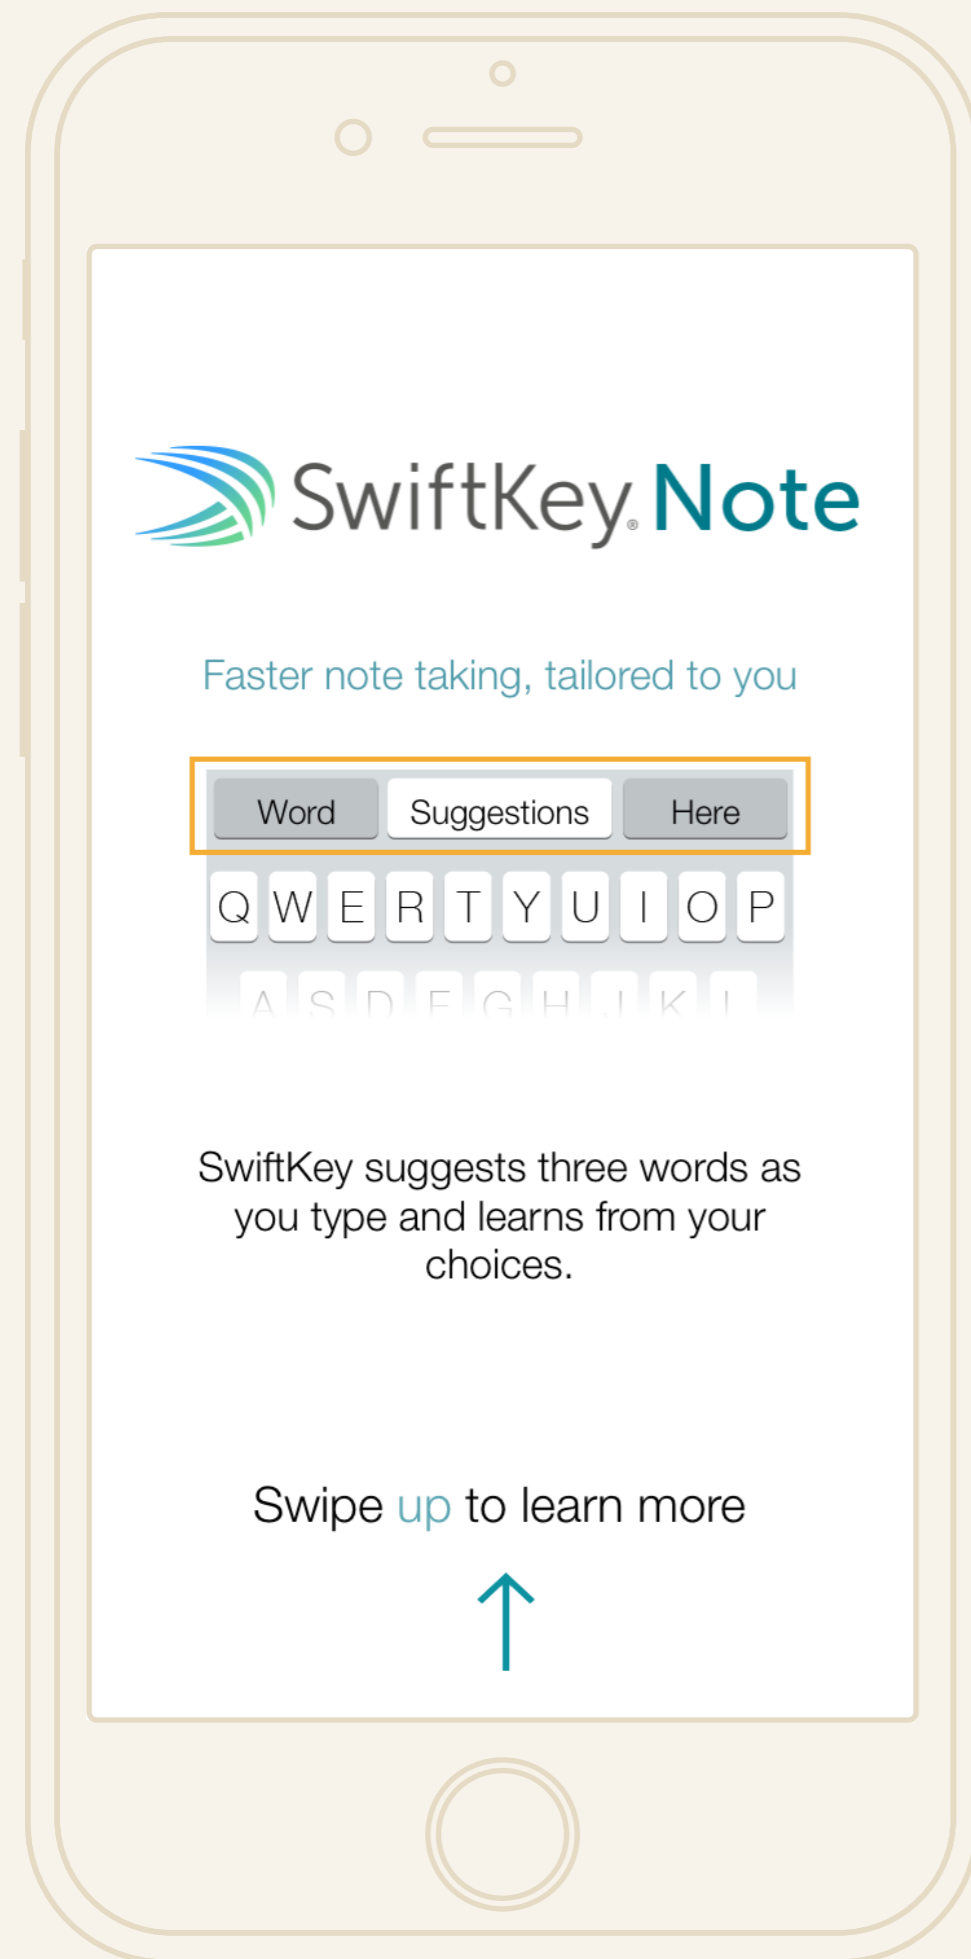 SwiftKey® Note
Faster note taking, tailored to you
Word Suggestions Here
Q W E R T Y U I O P
A S D F G H J K L
SwiftKey suggests three words as
you type and learns from your
choices.
Swipe up to learn more